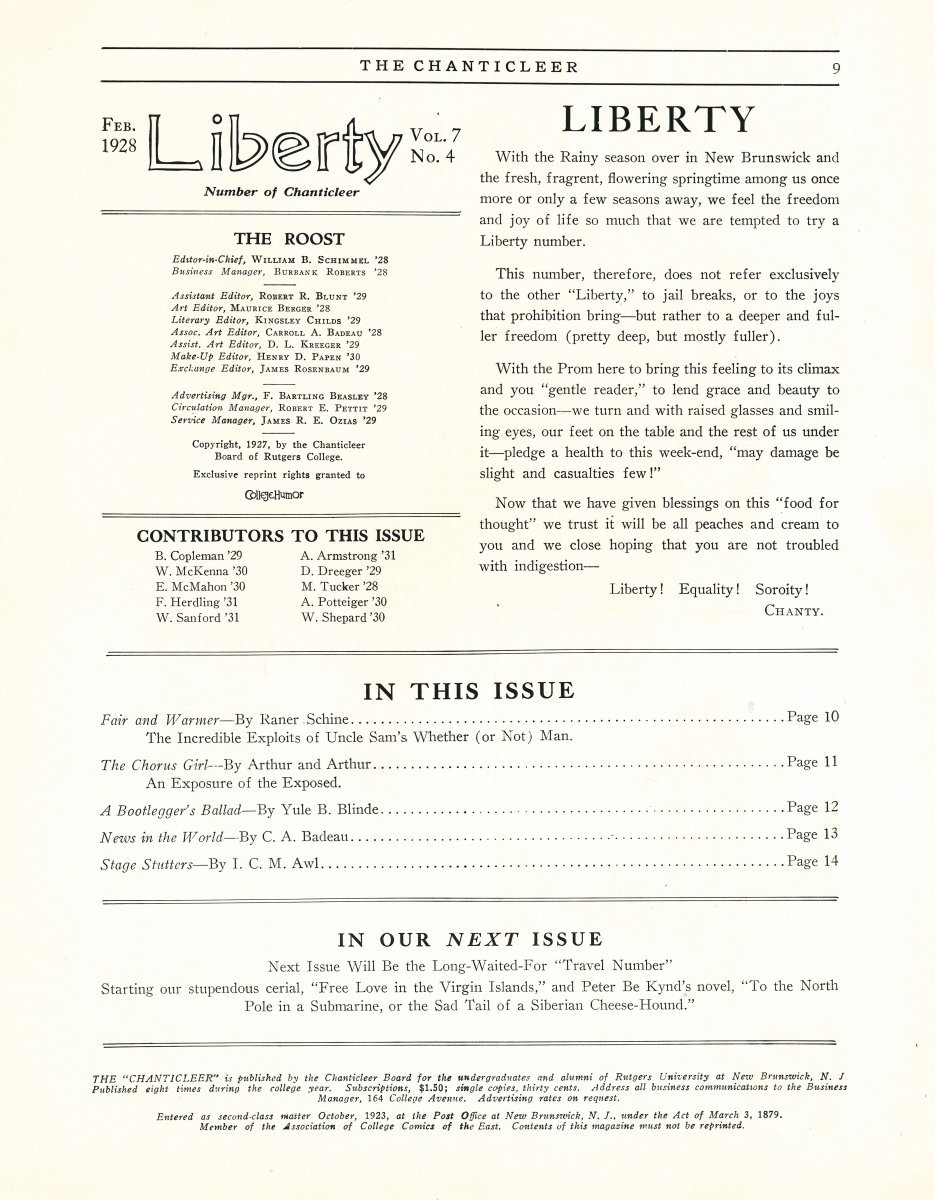 THE CHANTICLEER
9
FEB.
1928
Liberty
VOL. 7
No. 4
Number of Chanticleer
THE ROOST
Editor-in-Chief, WILLIAM B. SCHIMMEL '28
Business Manager, BURBANK ROBERTS '28
Assistant Editor, ROBERT R. BLUNT '29
Art Editor, MAURICE BERGER '28
Literary Editor, KINGSLEY CHILDS '29
Assoc. Art Editor, CARROLL A. BADEAU '28
Assist. Art Editor, D. L. KREEGER '29
Make-Up Editor, HENRY D. PAPEN '30
Exchange Editor, JAMES ROSENBAUM '29
Advertising Mgr., F. BARTLING BEASLEY '28
Circulation Manager, ROBERT E. PETTIT '29
Service Manager, JAMES R. E. OZIAS '29
Copyright, 1927, by the Chanticleer
Board of Rutgers College.
Exclusive reprint rights granted to
CollegeHumor
CONTRIBUTORS TO THIS ISSUE
B. Copleman '29
W. McKenna '30
E. McMahon '30
F. Herdling '31
W. Sanford '31
A. Armstrong '31
D. Dreeger '29
M. Tucker '28
A. Potteiger '30
W. Shepard '30
LIBERTY
With the Rainy season over in New Brunswick and
the fresh, fragrent, flowering springtime among us once
more or only a few seasons away, we feel the freedom
and joy of life so much that we are tempted to try a
Liberty number.
This number, therefore, does not refer exclusively
to the other "Liberty," to jail breaks, or to the joys
that prohibition bring—but rather to a deeper and ful-
ler freedom (pretty deep, but mostly fuller).
With the Prom here to bring this feeling to its climax
and you "gentle reader," to lend grace and beauty to
the occasion—we turn and with raised glasses and smil-
ing eyes, our feet on the table and the rest of us under
it—pledge a health to this week-end, "may damage be
slight and casualties few!"
Now that we have given blessings on this "food for
thought" we trust it will be all peaches and cream to
you and we close hoping that you are not troubled
with indigestion—
Liberty! Equality! Soroity!
CHANTY.
IN THIS ISSUE
Fair and Warmer—By Raner Schine........................................................Page 10
The Incredible Exploits of Uncle Sam's Whether (or Not) Man.
The Chorus Girl—By Arthur and Arthur........................................................Page 11
An Exposure of the Exposed.
A Bootlegger's Ballad—By Yule B. Blinde........................................................Page 12
News in the World—By C. A. Badeau........................................................Page 13
Stage Stutters—By I. C. M. Awl........................................................Page 14
IN OUR NEXT ISSUE
Next Issue Will Be the Long-Waited-For "Travel Number"
Starting our stupendous cerial, "Free Love in the Virgin Islands," and Peter Be Kynd's novel, "To the North
Pole in a Submarine, or the Sad Tail of a Siberian Cheese-Hound."
THE "CHANTICLEER" is published by the Chanticleer Board for the undergraduates and alumni of Rutgers University at New Brunswick, N. J
Published eight times during the college year. Subscriptions, $1.50; single copies, thirty cents. Address all business communications to the Business
Manager, 164 College Avenue. Advertising rates on request.
Entered as second-class matter October, 1923, at the Post Office at New Brunswick, N. J., under the Act of March 3, 1879.
Member of the Association of College Comics of the East. Contents of this magazine must not be reprinted.